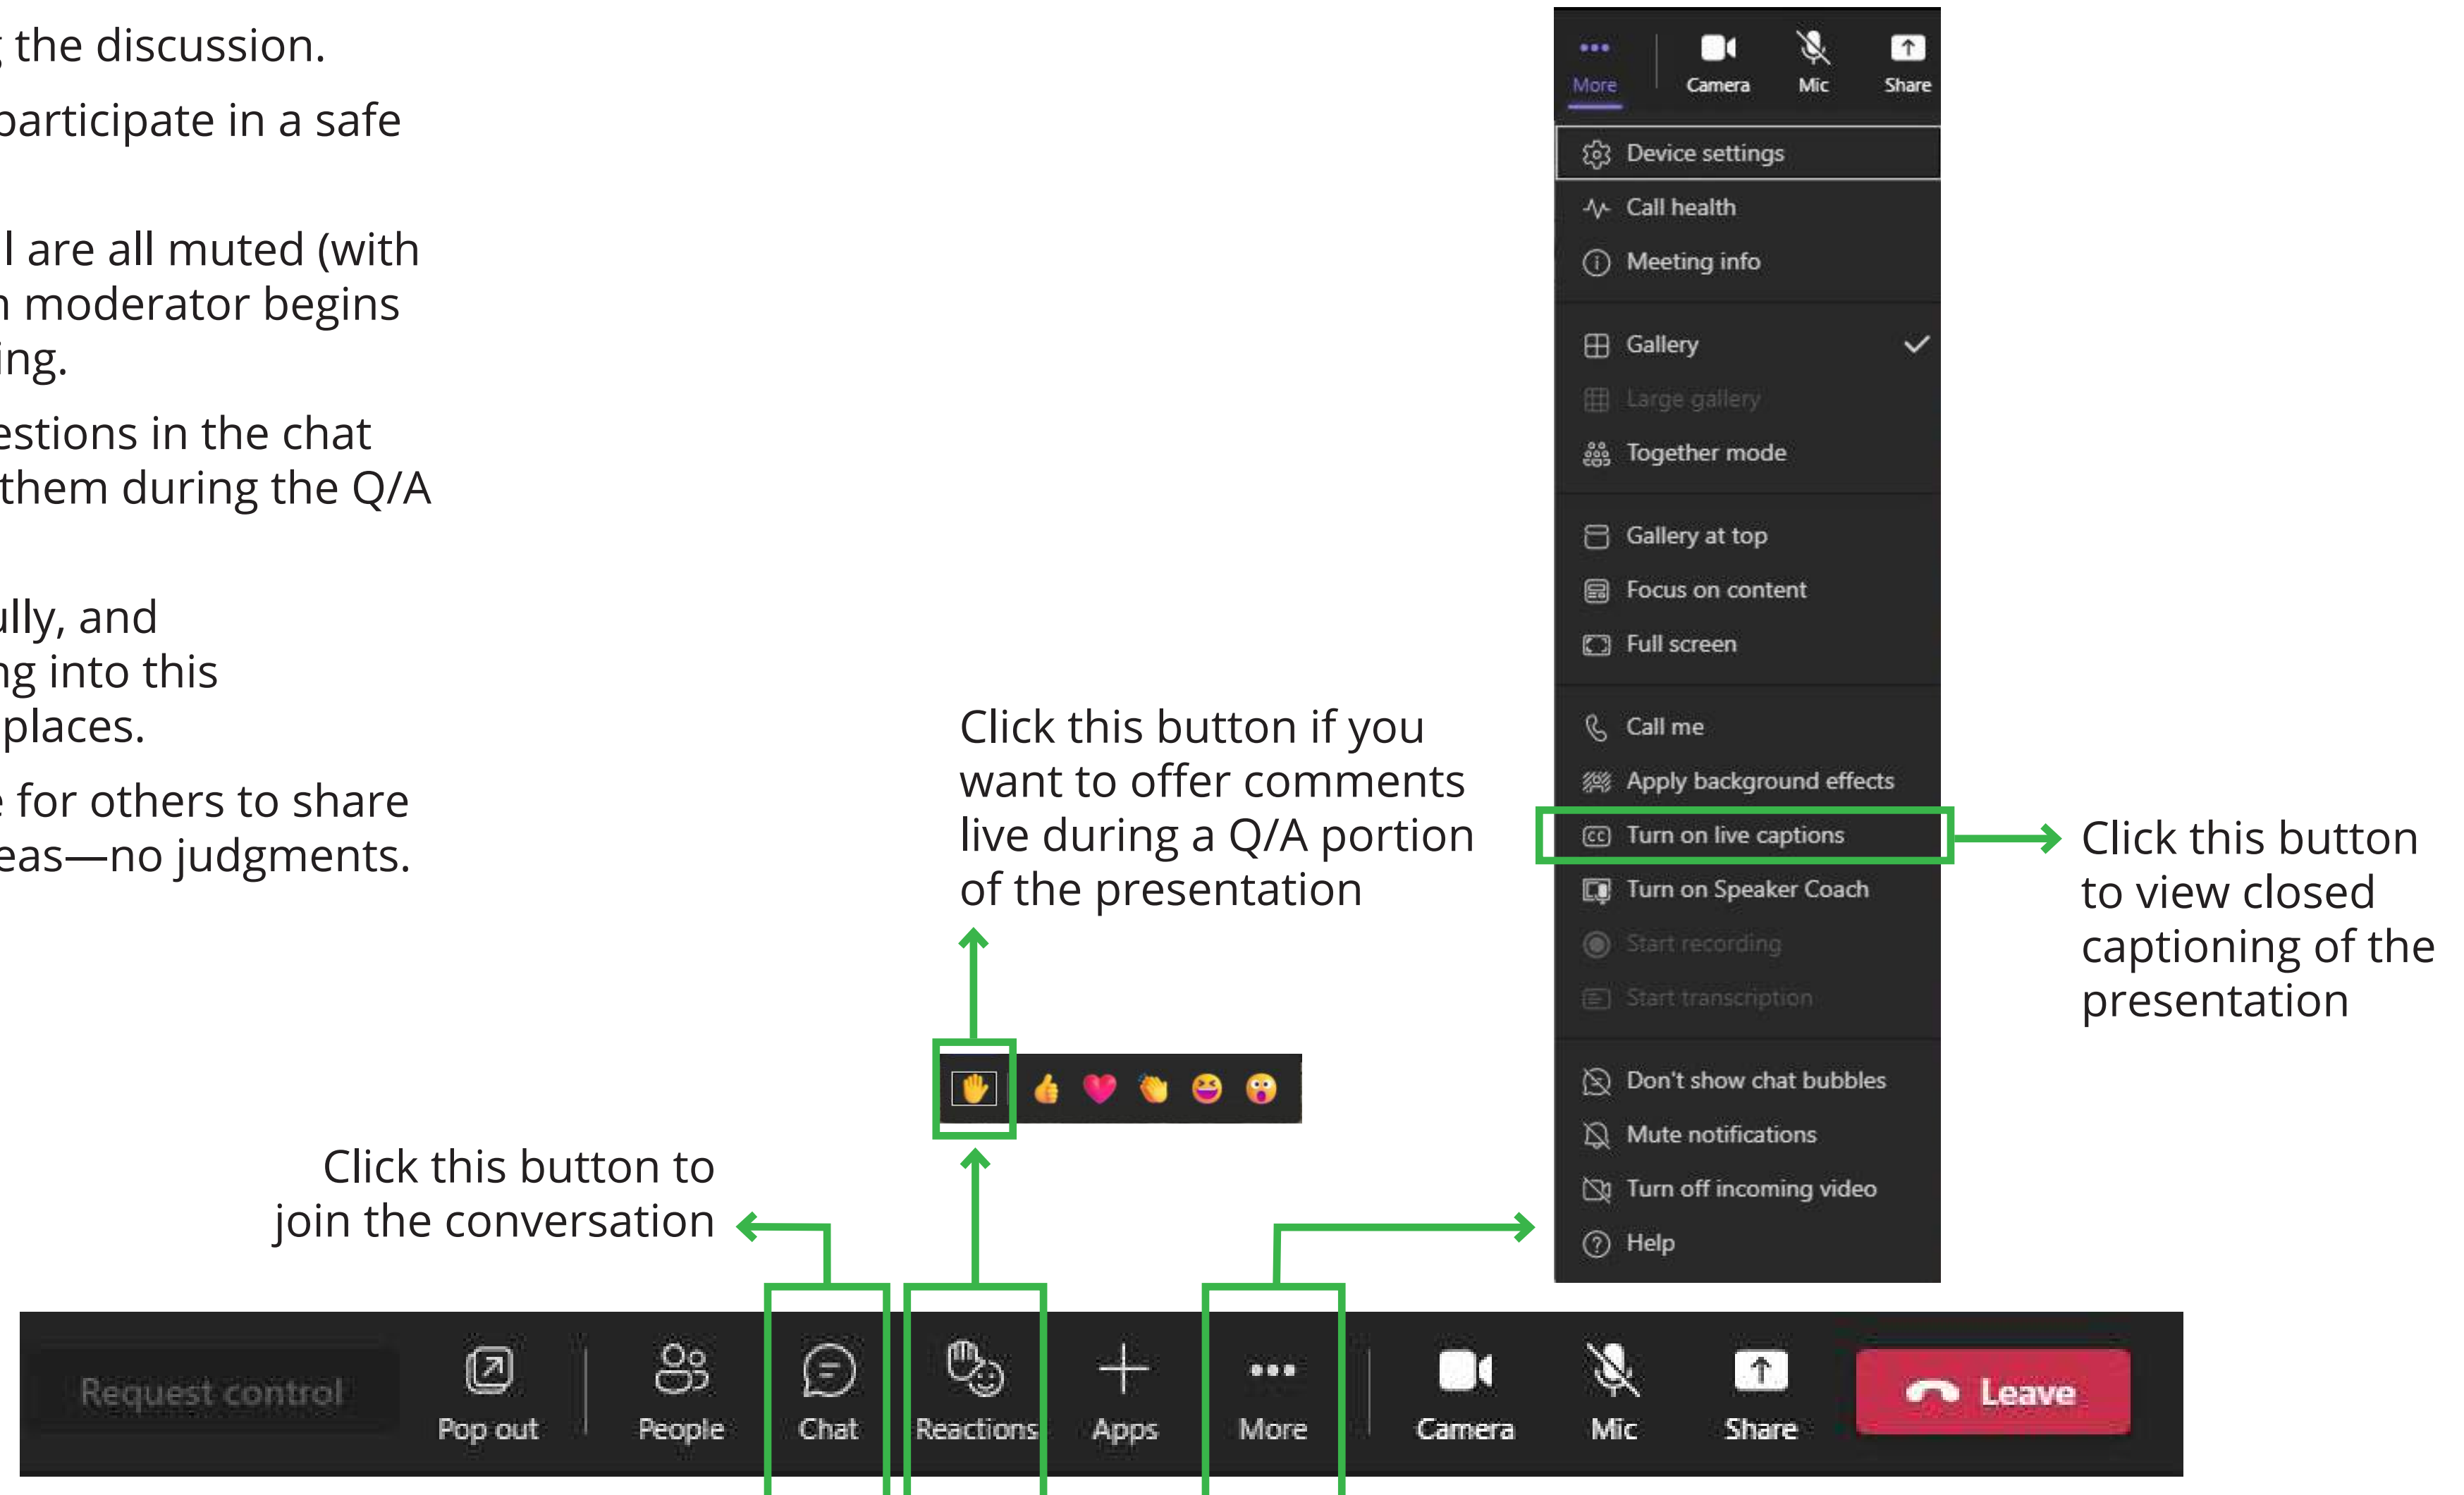 the discussion.
participate in a safe
are all muted (with
moderator begins
ing.
estions in the chat
them during the Q/A
ully, and
ng into this
places.
for others to share
eas—no judgments.
Click this button if you
want to offer comments
live during a Q/A portion
of the presentation
Click this button to
join the conversation
More
Camera
Mic
Share
Device settings
Call health
Meeting info
Gallery
Large gallery
Together mode
Gallery at top
Focus on content
Full screen
Call me
Apply background effects
Turn on live captions
Turn on Speaker Coach
Start recording
Start transcription
Don't show chat bubbles
Mute notifications
Turn off incoming video
Help
Click this button
to view closed
captioning of the
presentation
Request control
Pop out
People
Chat
Reactions
Apps
More
Camera
Mic
Share
Leave